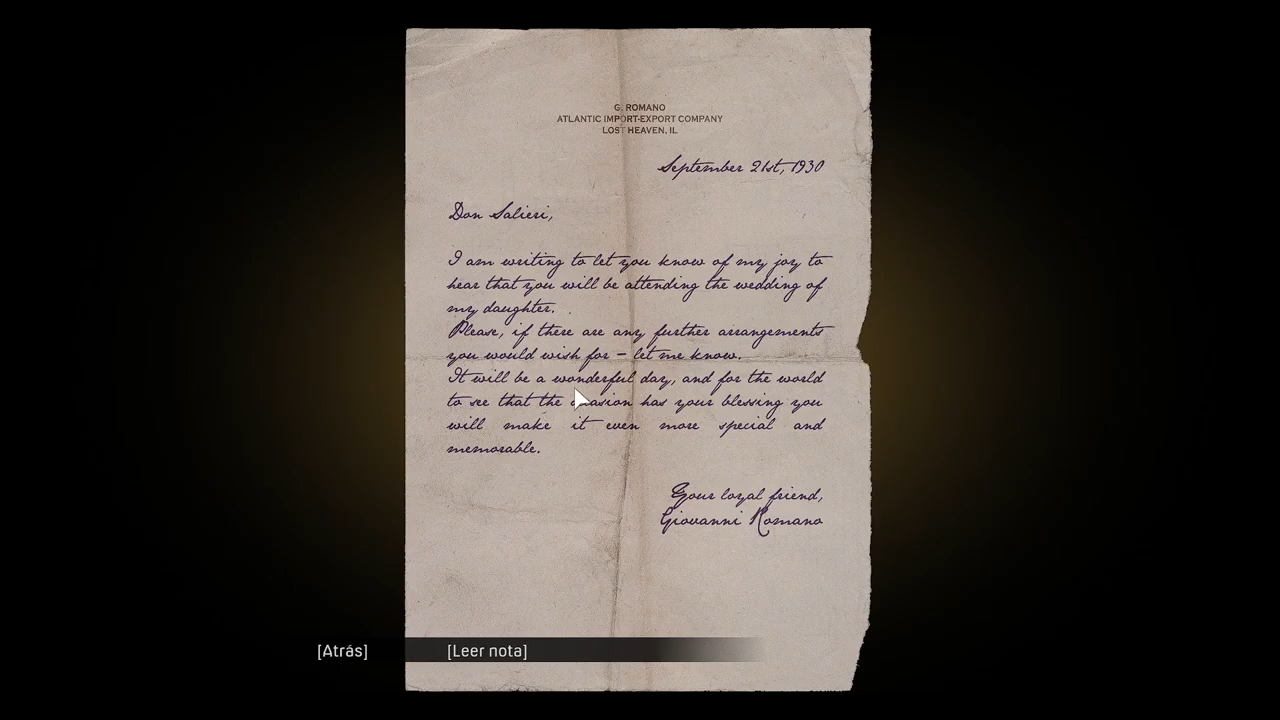 G. ROMANO
ATLANTIC IMPORT-EXPORT COMPANY
LOST HEAVEN, IL
September 21st, 1930
Don Salieri,
I am writing to let you know of my joy to
hear that you will be attending the wedding of
my daughter.
Please, if there are any further arrangements
you would wish for – let me know.
It will be a wonderful day, and for the world
to see that the has your blessing you
will make it even more special and
memorable.
Your loyal friend,
Giovanni Romano
[Atrás] [Leer nota]